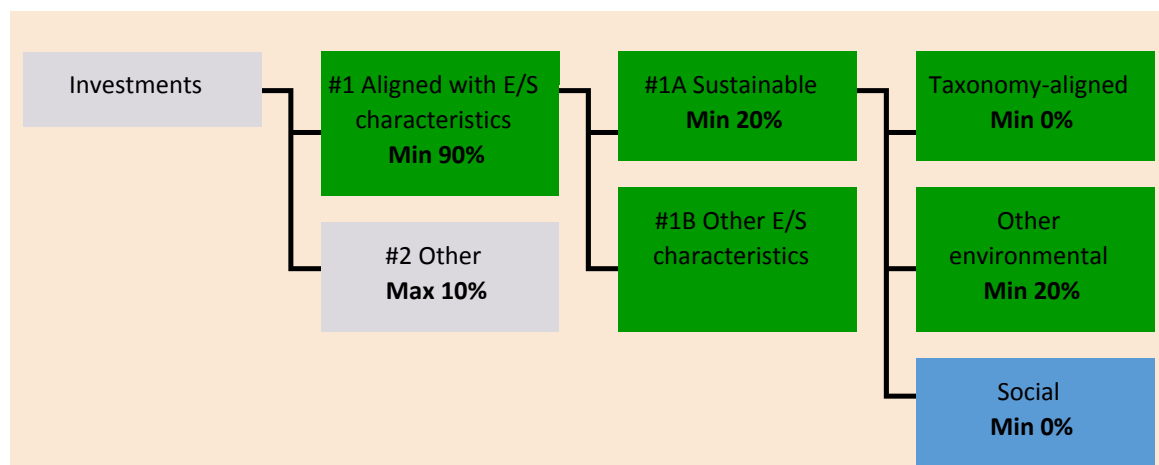 Investments
#1 Aligned with E/S
characteristics
Min 90%
#2 Other
Max 10%
#1A Sustainable
Min 20%
#1B Other E/S
characteristics
Taxonomy-aligned
Min 0%
Other
environmental
Min 20%
Social
Min 0%